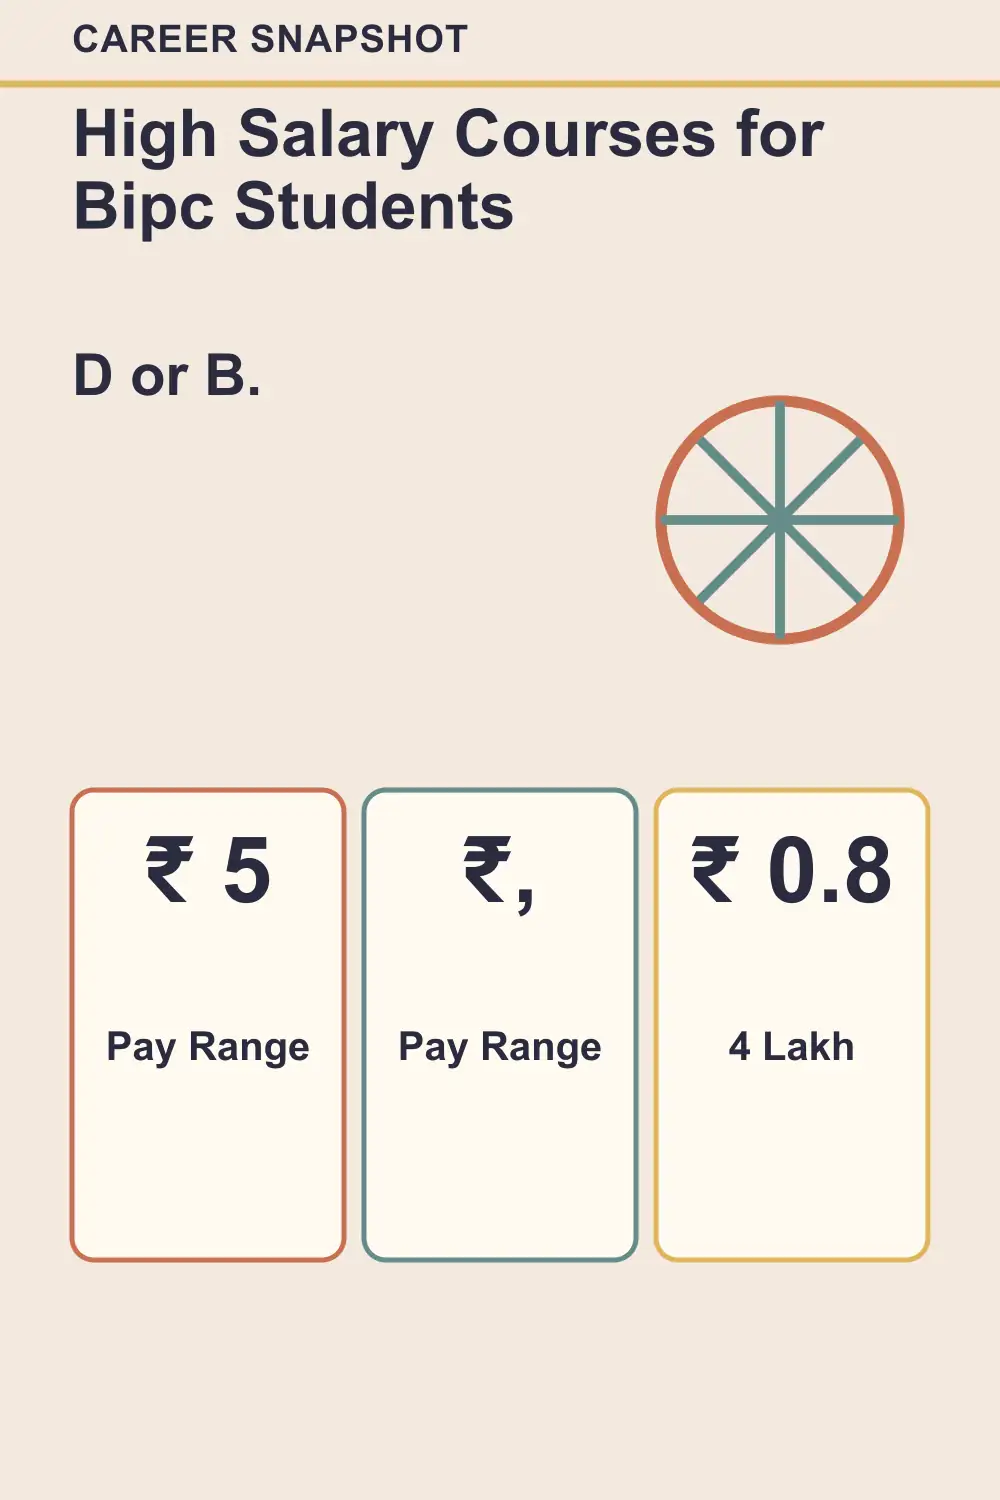 CAREER SNAPSHOT
High Salary Courses for
Bipc Students
D or B.
₹ 5
Pay Range
₹,
Pay Range
₹ 0.8
4 Lakh